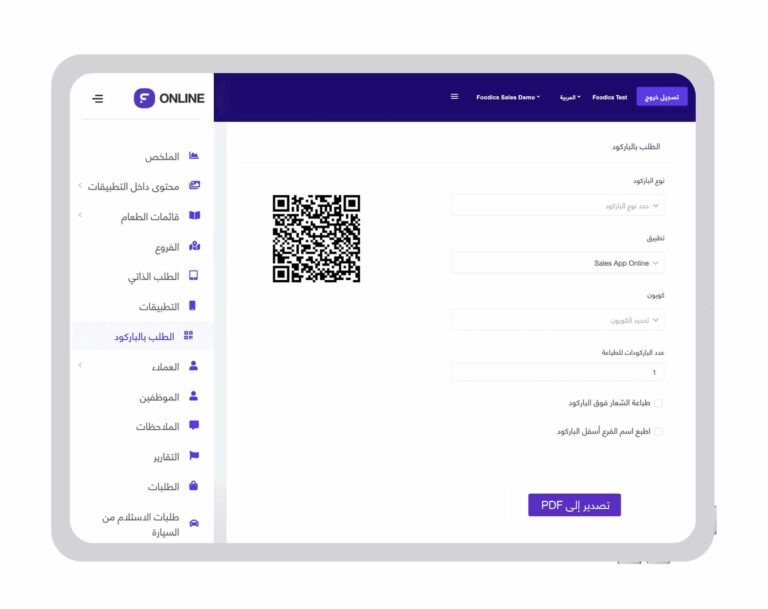 ONLINE
تسجيل خروج
Foodics Test
العربية
Foodics Sales Demo
الملخص
محتوى داخل التطبيقات
قائمات الطعام
الفروع
الطلب الذاتي
التطبيقات
الطلب بالباركود
العملاء
الموظفين
الملاحظات
التقارير
الطلبات
طلبات الاستلام من
السيارة
الطلب بالباركود
نوع الباركود
حدد نوع الباركود
تطبيق
Sales App Online
كوبون
تحديد الكوبون
عدد الباركودات للطباعة
1
طباعة الشعار فوق الباركود
اطبع اسم الفرع أسفل الباركود
تصدير إلى PDF